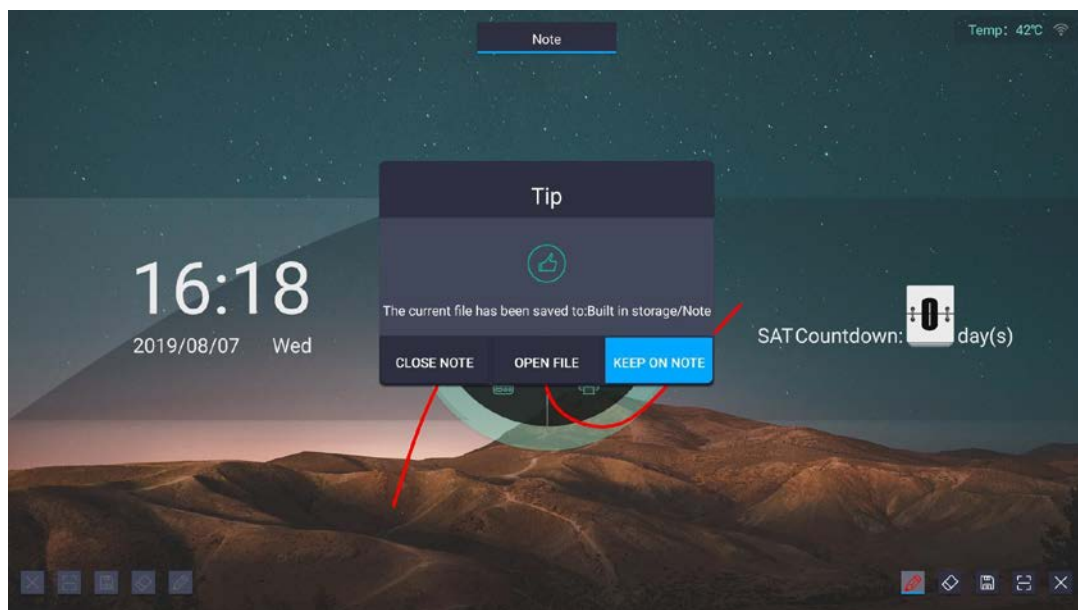 Note
Temp: 42℃
Tip
16:18
The current file has been saved to:Built in storage/Note
2019/08/07 Wed
SAT Countdown: 0 day(s)
CLOSE NOTE OPEN FILE KEEP ON NOTE